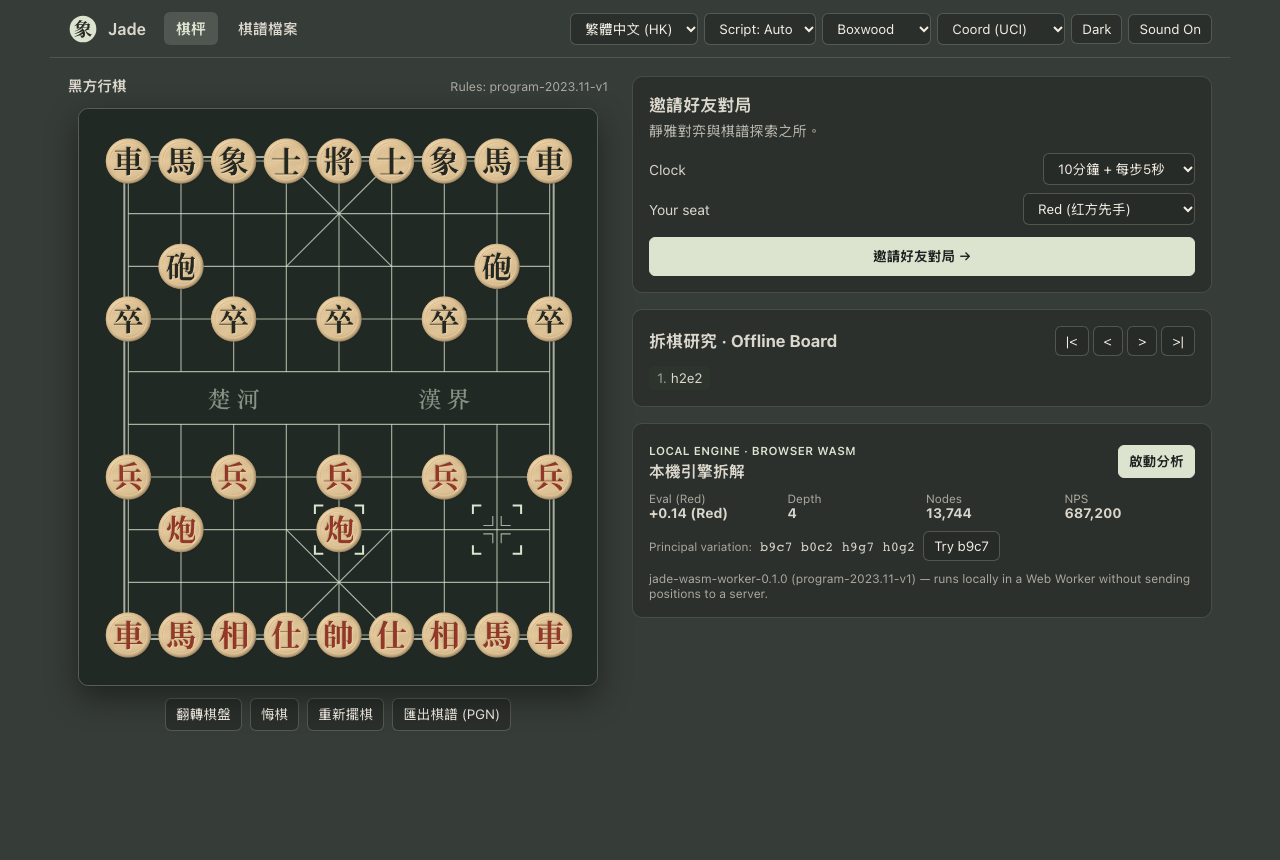 象 Jade 棋枰 棋譜檔案 繁體中文 (HK) Script: Auto Boxwood Coord (UCI) Dark Sound On
黑方行棋 Rules: program-2023.11-v1
車馬象士將士象馬車
砲 砲
卒 卒 卒 卒 卒
楚河 漢界
兵 兵 兵 兵 兵
炮 炮
車馬相仕帥仕相馬車
翻轉棋盤 悔棋 重新擺棋 匯出棋譜 (PGN)
邀請好友對局
靜雅對弈與棋譜探索之所。
Clock 10分鐘 + 每步5秒
Your seat Red (红方先手)
邀請好友對局 →
拆棋研究 · Offline Board |< < > >|
1. h2e2
LOCAL ENGINE · BROWSER WASM
本機引擎拆解 啟動分析
Eval (Red) Depth Nodes NPS
+0.14 (Red) 4 13,744 687,200
Principal variation: b9c7 b0c2 h9g7 h0g2 Try b9c7
jade-wasm-worker-0.1.0 (program-2023.11-v1) — runs locally in a Web Worker without sending
positions to a server.